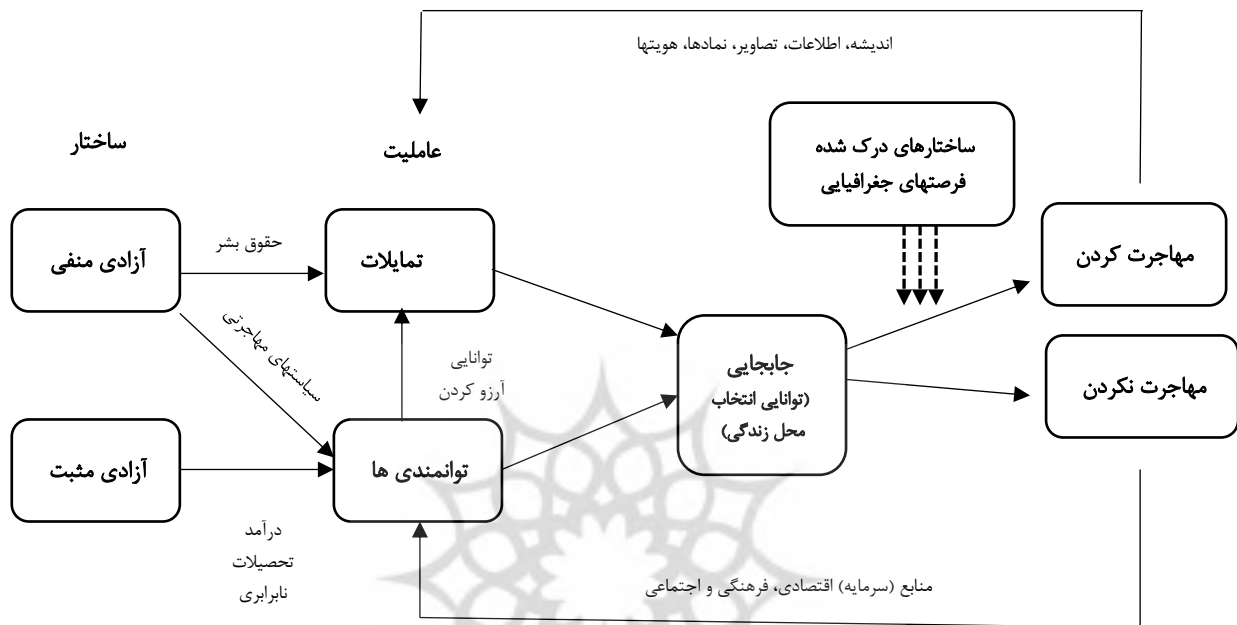 اندیشه، اطلاعات، تصاویر، نمادها، هویتها
ساختار
عاملیت
ساختارهای درک شده
فرصتهای جغرافیایی
آزادی منفی
حقوق بشر
تمایلات
مهاجرت کردن
سیاستهای مهاجرتی
توانایی
آرزو کردن
جابجایی
(توانایی انتخاب
محل زندگی)
مهاجرت نکردن
آزادی مثبت
توانمندی ها
درآمد
تحصیلات
نابرابری
منابع (سرمایه) اقتصادی، فرهنگی و اجتماعی